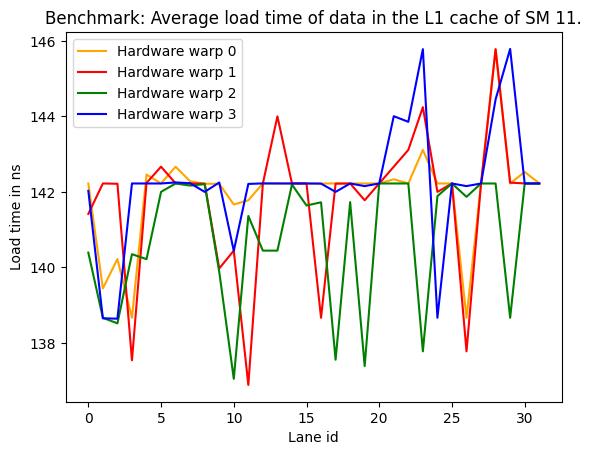 Benchmark: Average load time of data in the L1 cache of SM 11.
Hardware warp 0
Hardware warp 1
Hardware warp 2
Hardware warp 3
146
144
142
140
138
Load time in ns
0 5 10 15 20 25 30
Lane id